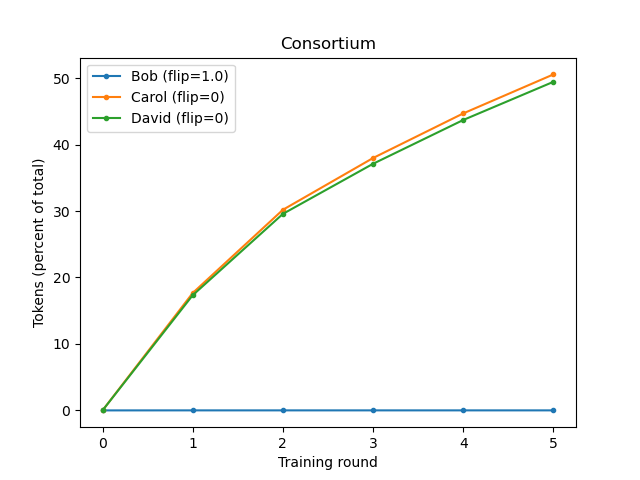 Consortium
Bob (flip=1.0)
Carol (flip=0)
David (flip=0)
Tokens (percent of total)
50
40
30
20
10
0
0 1 2 3 4 5
Training round